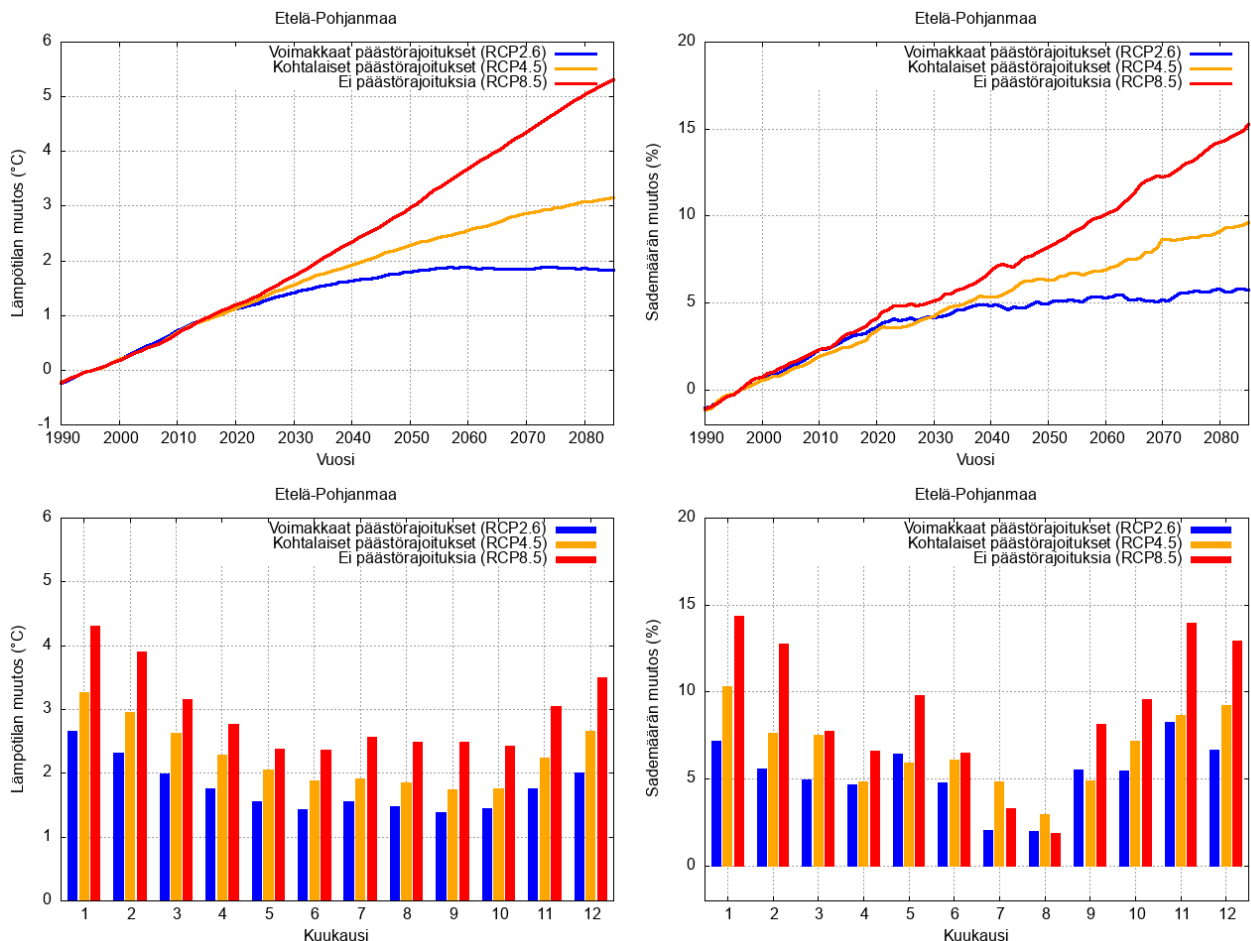 Etelä-Pohjanmaa
Voimakkaat päästörajoitukset (RCP2.6)
Kohtalaiset päästörajoitukset (RCP4.5)
Ei päästörajoituksia (RCP8.5)
Lämpötilan muutos (°C)
6
5
4
3
2
1
0
-1
1990 2000 2010 2020 2030 2040 2050 2060 2070 2080
Vuosi
Etelä-Pohjanmaa
Voimakkaat päästörajoitukset (RCP2.6)
Kohtalaiset päästörajoitukset (RCP4.5)
Ei päästörajoituksia (RCP8.5)
Sademäärän muutos (%)
20
15
10
5
0
1990 2000 2010 2020 2030 2040 2050 2060 2070 2080
Vuosi
Etelä-Pohjanmaa
Voimakkaat päästörajoitukset (RCP2.6)
Kohtalaiset päästörajoitukset (RCP4.5)
Ei päästörajoituksia (RCP8.5)
Lämpötilan muutos (°C)
6
5
4
3
2
1
0
1 2 3 4 5 6 7 8 9 10 11 12
Kuukausi
Etelä-Pohjanmaa
Voimakkaat päästörajoitukset (RCP2.6)
Kohtalaiset päästörajoitukset (RCP4.5)
Ei päästörajoituksia (RCP8.5)
Sademäärän muutos (%)
20
15
10
5
0
1 2 3 4 5 6 7 8 9 10 11 12
Kuukausi